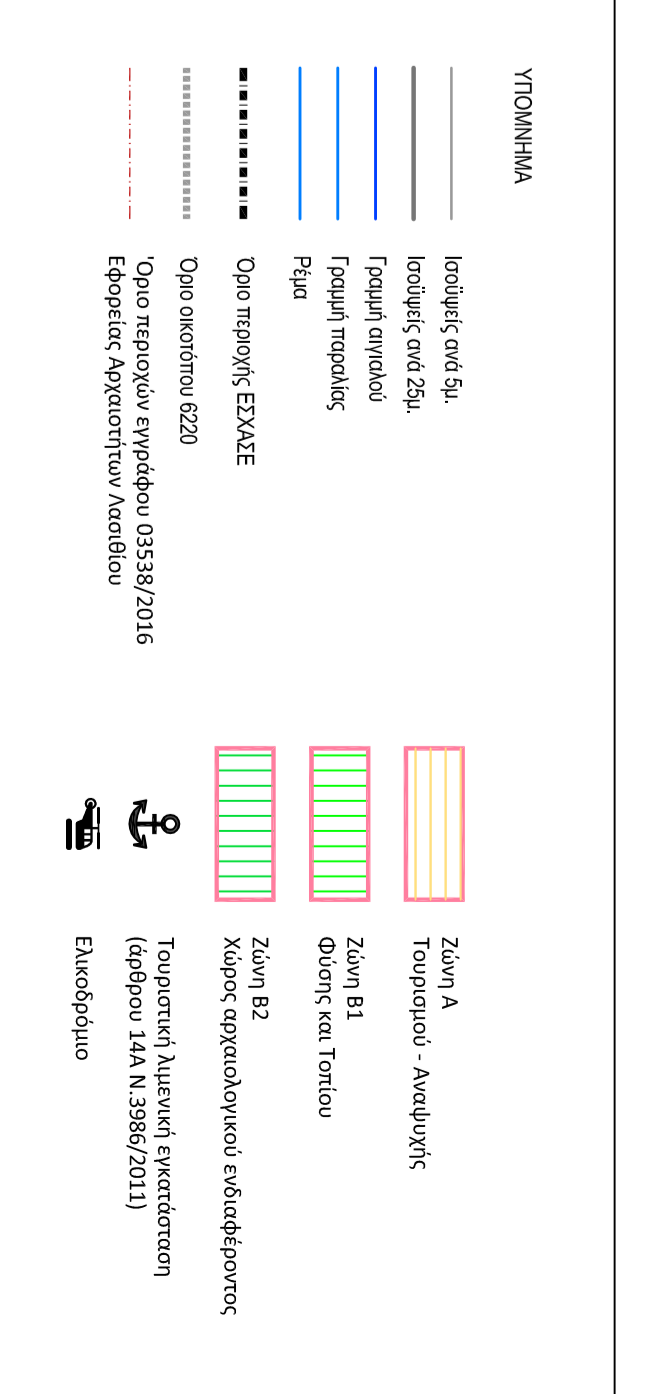 ΥΠΟΜΝΗΜΑ
Ισοϋψείς ανά 5μ.
Ισοϋψείς ανά 25μ.
Γραμμή αιγιαλού
Γραμμή παραλίας
Ρέμα
Όριο περιοχής ΕΣΧΑΣΕ
Όριο οικοτόπου 6220
'Οριο περιοχών εγγράφου 03538/2016
Εφορείας Αρχαιοτήτων Λασιθίου
Ζώνη Α
Τουρισμού - Αναψυχής
Ζώνη Β1
Φύσης και Τοπίου
Ζώνη Β2
Χώρος αρχαιολογικού ενδιαφέροντος
Τουριστική λιμενική εγκατάσταση
(άρθρου 14Α Ν.3986/2011)
Ελικοδρόμιο